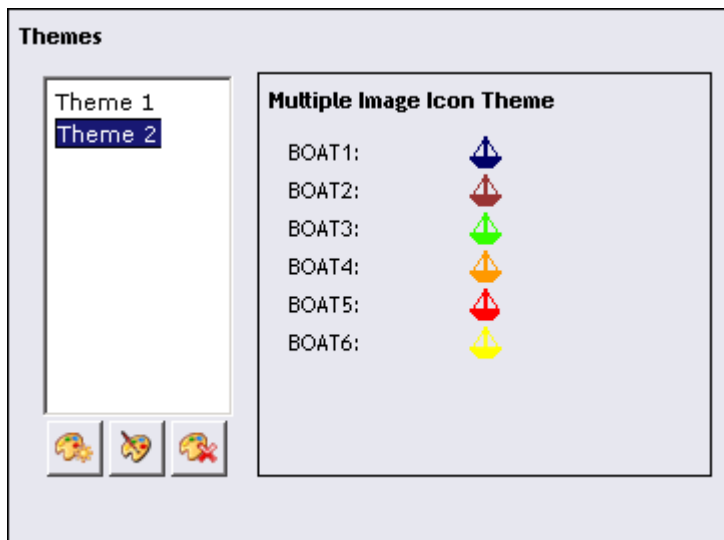 Themes
Theme 1
Theme 2
Multiple Image Icon Theme
BOAT1:
BOAT2:
BOAT3:
BOAT4:
BOAT5:
BOAT6: